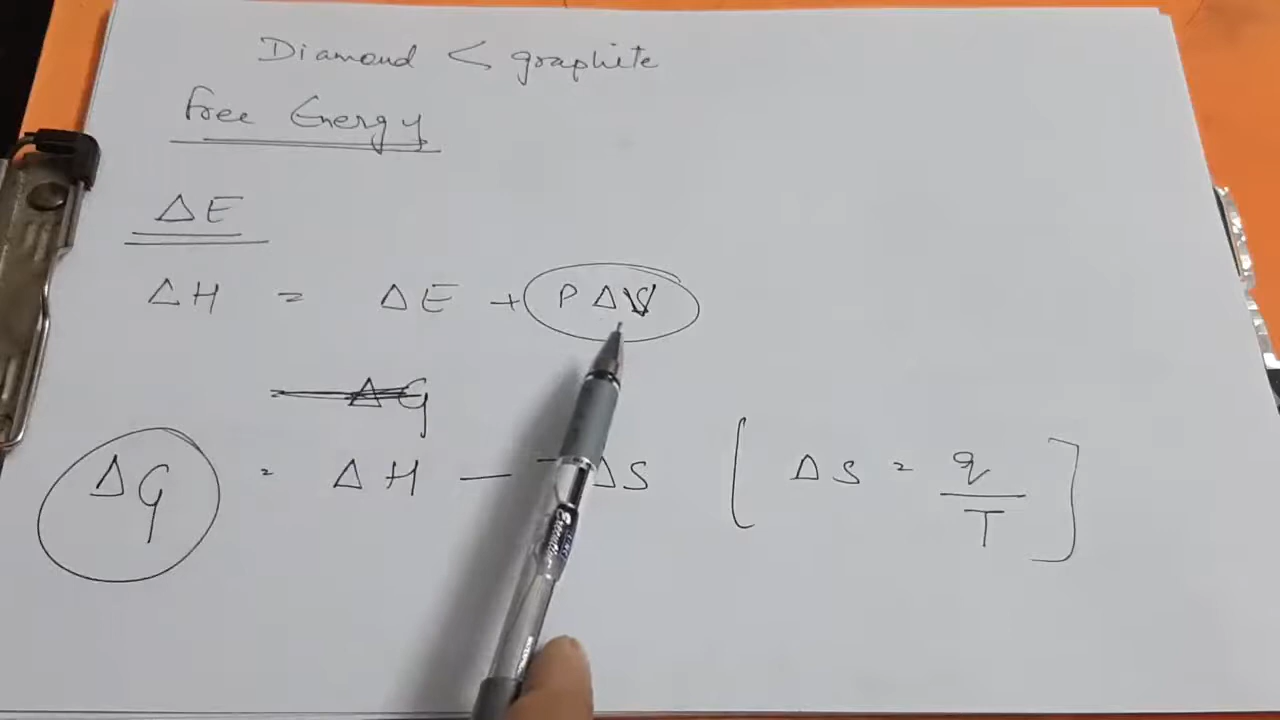 Diamond < graphite
Free Energy
ΔE
ΔH = ΔE + PΔV
ΔG
ΔG = ΔH - TΔS [ ΔS = q/T ]